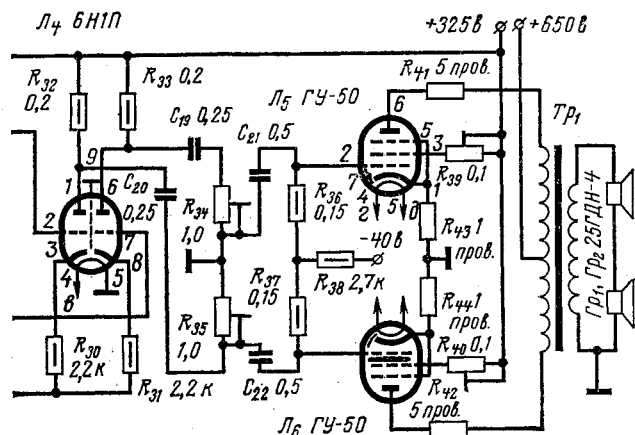 Л4 6Н1П
+325в
+650в
R32 0,2
R33 0,2
C19 0,25
Л5 ГУ-50
R41 5 пров.
Тр1
C21 0,5
6
5
3
R39 0,1
1
2
7
4
5
г
д
9
1
6
C20 0,25
2
3
4
5
7
8
в
R34 1,0
R36 0,15
R43 1 пров.
-40в
R38 2,7к
R37 0,15
R35 1,0
R44 1 пров.
R40 0,1
R30 2,2к
R31 2,2к
C22 0,5
R42 5 пров.
Л6 ГУ-50
Гр1, Гр2 25ГДН-4